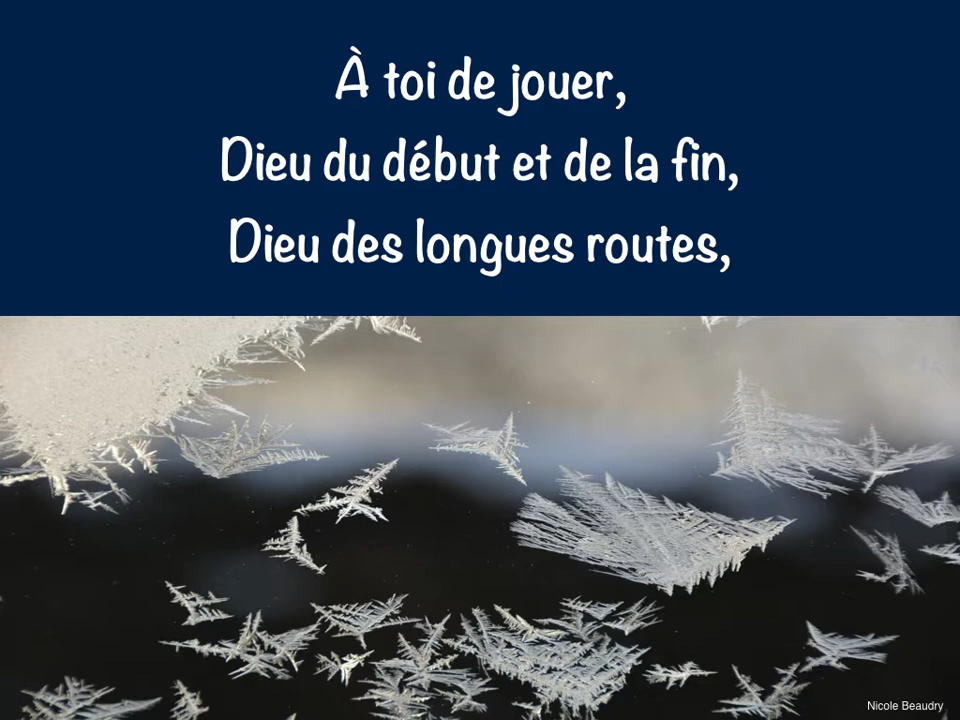 À toi de jouer,
Dieu du début et de la fin,
Dieu des longues routes,
Nicole Beaudry